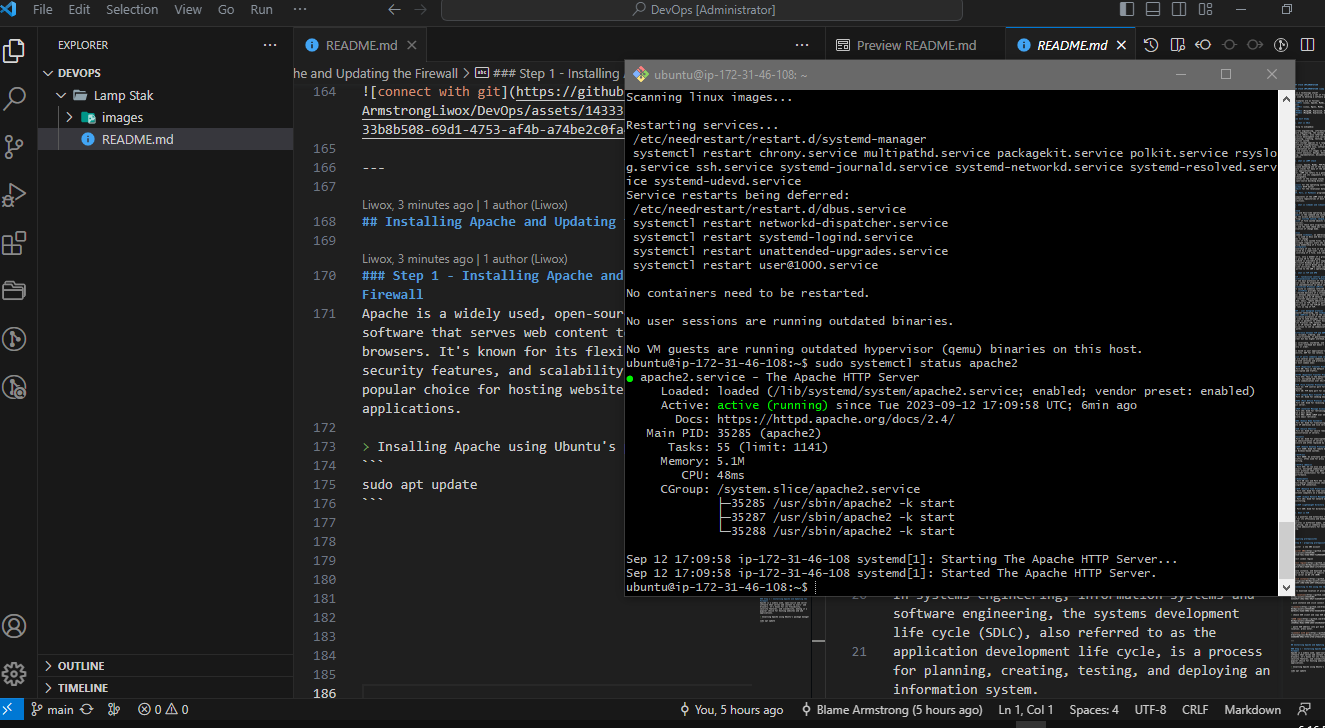 File Edit Selection View Go Run ···
DevOps [Administrator]
EXPLORER
DEVOPS
Lamp Stak
images
README.md
OUTLINE
TIMELINE
README.md
Preview README.md
README.md
he and Updating the Firewall > ### Step 1 - Installing
164 ![connect with git](https://github
ArmstrongLiwox/DevOps/assets/14333
33b8b508-69d1-4753-af4b-a74be2c0fa
165
166 ---
167
Liwox, 3 minutes ago | 1 author (Liwox)
168 ## Installing Apache and Updating
169
Liwox, 3 minutes ago | 1 author (Liwox)
170 ### Step 1 - Installing Apache and
Firewall
171 Apache is a widely used, open-sour
software that serves web content t
browsers. It's known for its flexi
security features, and scalability
popular choice for hosting website
applications.
172
173 > Insalling Apache using Ubuntu's
174 ```
175 sudo apt update
176 ```
177
178
179
180
181
182
183
184
185
186
ubuntu@ip-172-31-46-108: ~
Scanning linux images...
Restarting services...
/etc/needrestart/restart.d/systemd-manager
systemctl restart chrony.service multipathd.service packagekit.service polkit.service rsyslo
g.service ssh.service systemd-journald.service systemd-networkd.service systemd-resolved.serv
ice systemd-udevd.service
Service restarts being deferred:
/etc/needrestart/restart.d/dbus.service
systemctl restart networkd-dispatcher.service
systemctl restart systemd-logind.service
systemctl restart unattended-upgrades.service
systemctl restart user@1000.service
No containers need to be restarted.
No user sessions are running outdated binaries.
No VM guests are running outdated hypervisor (qemu) binaries on this host.
ubuntu@ip-172-31-46-108:~$ sudo systemctl status apache2
● apache2.service - The Apache HTTP Server
Loaded: loaded (/lib/systemd/system/apache2.service; enabled; vendor preset: enabled)
Active: active (running) since Tue 2023-09-12 17:09:58 UTC; 6min ago
Docs: https://httpd.apache.org/docs/2.4/
Main PID: 35285 (apache2)
Tasks: 55 (limit: 1141)
Memory: 5.1M
CPU: 48ms
CGroup: /system.slice/apache2.service
├─35285 /usr/sbin/apache2 -k start
├─35287 /usr/sbin/apache2 -k start
└─35288 /usr/sbin/apache2 -k start
Sep 12 17:09:58 ip-172-31-46-108 systemd[1]: Starting The Apache HTTP Server...
Sep 12 17:09:58 ip-172-31-46-108 systemd[1]: Started The Apache HTTP Server.
ubuntu@ip-172-31-46-108:~$
20 In systems engineering, information systems and
software engineering, the systems development
life cycle (SDLC), also referred to as the
21 application development life cycle, is a process
for planning, creating, testing, and deploying an
information system.
main 0 0 You, 5 hours ago Blame Armstrong (5 hours ago) Ln 1, Col 1 Spaces: 4 UTF-8 CRLF Markdown